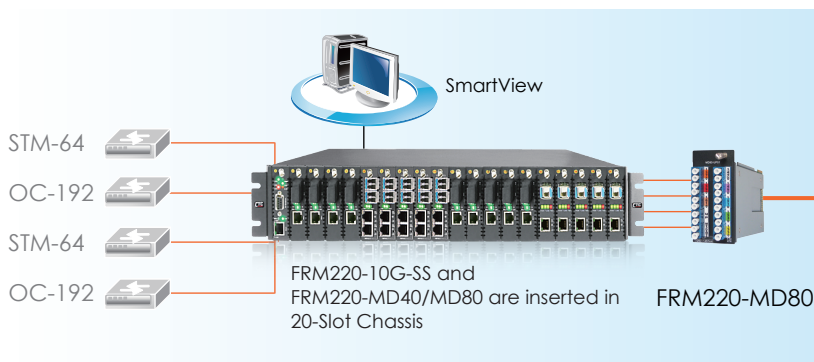 SmartView
STM-64
OC-192
STM-64
OC-192
FRM220-10G-SS and
FRM220-MD40/MD80 are inserted in
20-Slot Chassis
FRM220-MD80